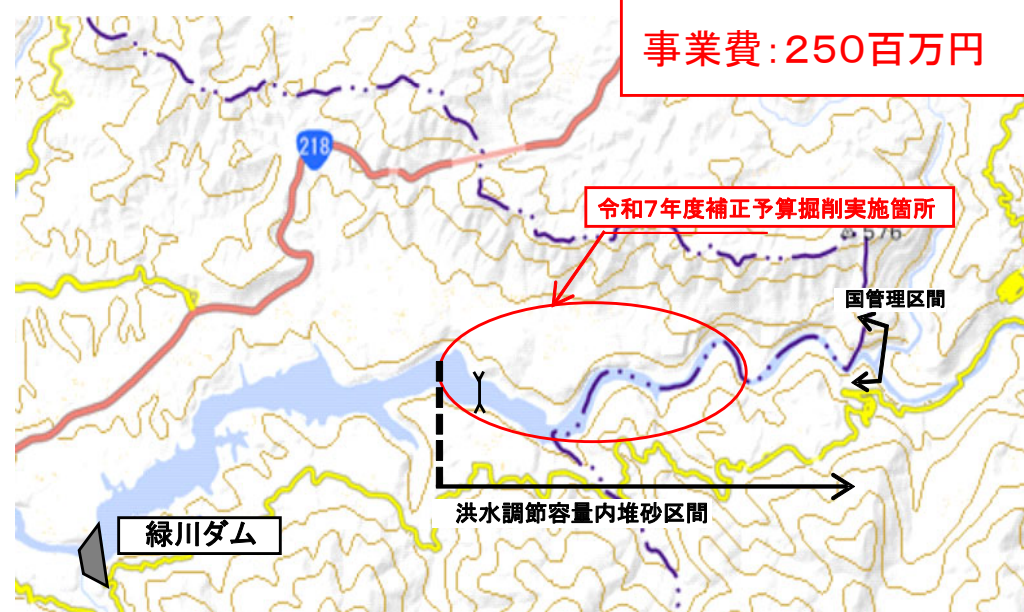 事業費：２５０百万円
218
令和７年度補正予算掘削実施箇所
576
国管理区間
洪水調節容量内堆砂区間
緑川ダム